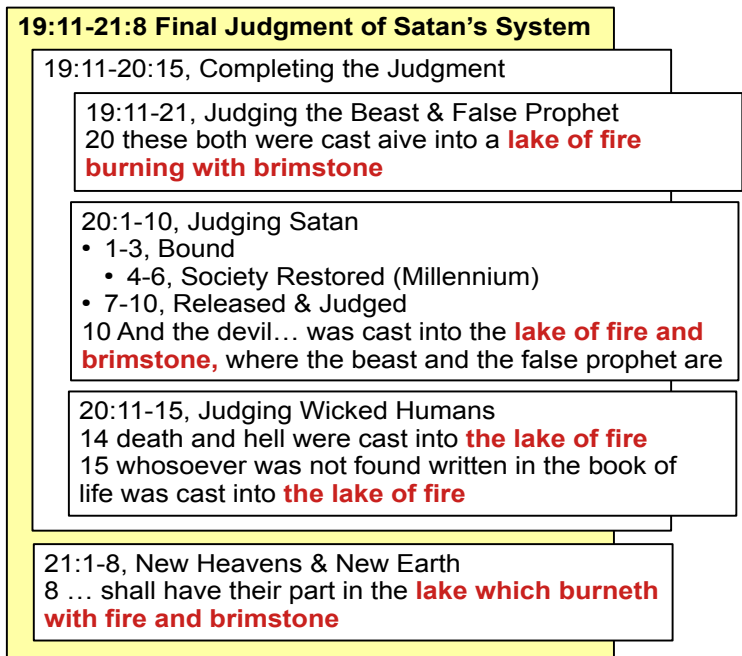 19:11-21:8 Final Judgment of Satan's System
19:11-20:15, Completing the Judgment
19:11-21, Judging the Beast & False Prophet
20 these both were cast aive into a lake of fire
burning with brimstone
20:1-10, Judging Satan
• 1-3, Bound
• 4-6, Society Restored (Millennium)
• 7-10, Released & Judged
10 And the devil… was cast into the lake of fire and
brimstone, where the beast and the false prophet are
20:11-15, Judging Wicked Humans
14 death and hell were cast into the lake of fire
15 whosoever was not found written in the book of
life was cast into the lake of fire
21:1-8, New Heavens & New Earth
8 … shall have their part in the lake which burneth
with fire and brimstone